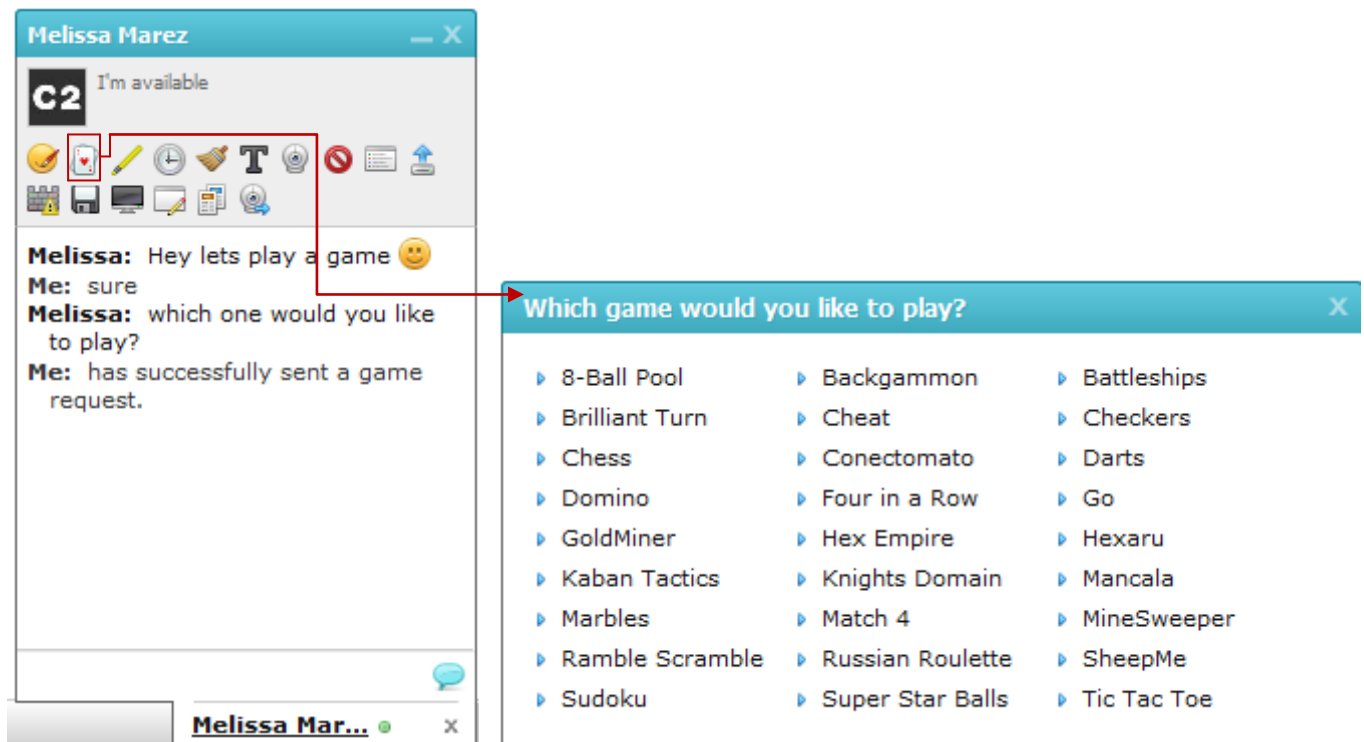 Melissa Marez
C2
I'm available
T
Melissa: Hey lets play a game
Me: sure
Melissa: which one would you like
to play?
Me: has successfully sent a game
request.
Melissa Mar... x
Which game would you like to play? x
8-Ball Pool Backgammon Battleships
Brilliant Turn Cheat Checkers
Chess Conectomato Darts
Domino Four in a Row Go
GoldMiner Hex Empire Hexaru
Kaban Tactics Knights Domain Mancala
Marbles Match 4 MineSweeper
Ramble Scramble Russian Roulette SheepMe
Sudoku Super Star Balls Tic Tac Toe